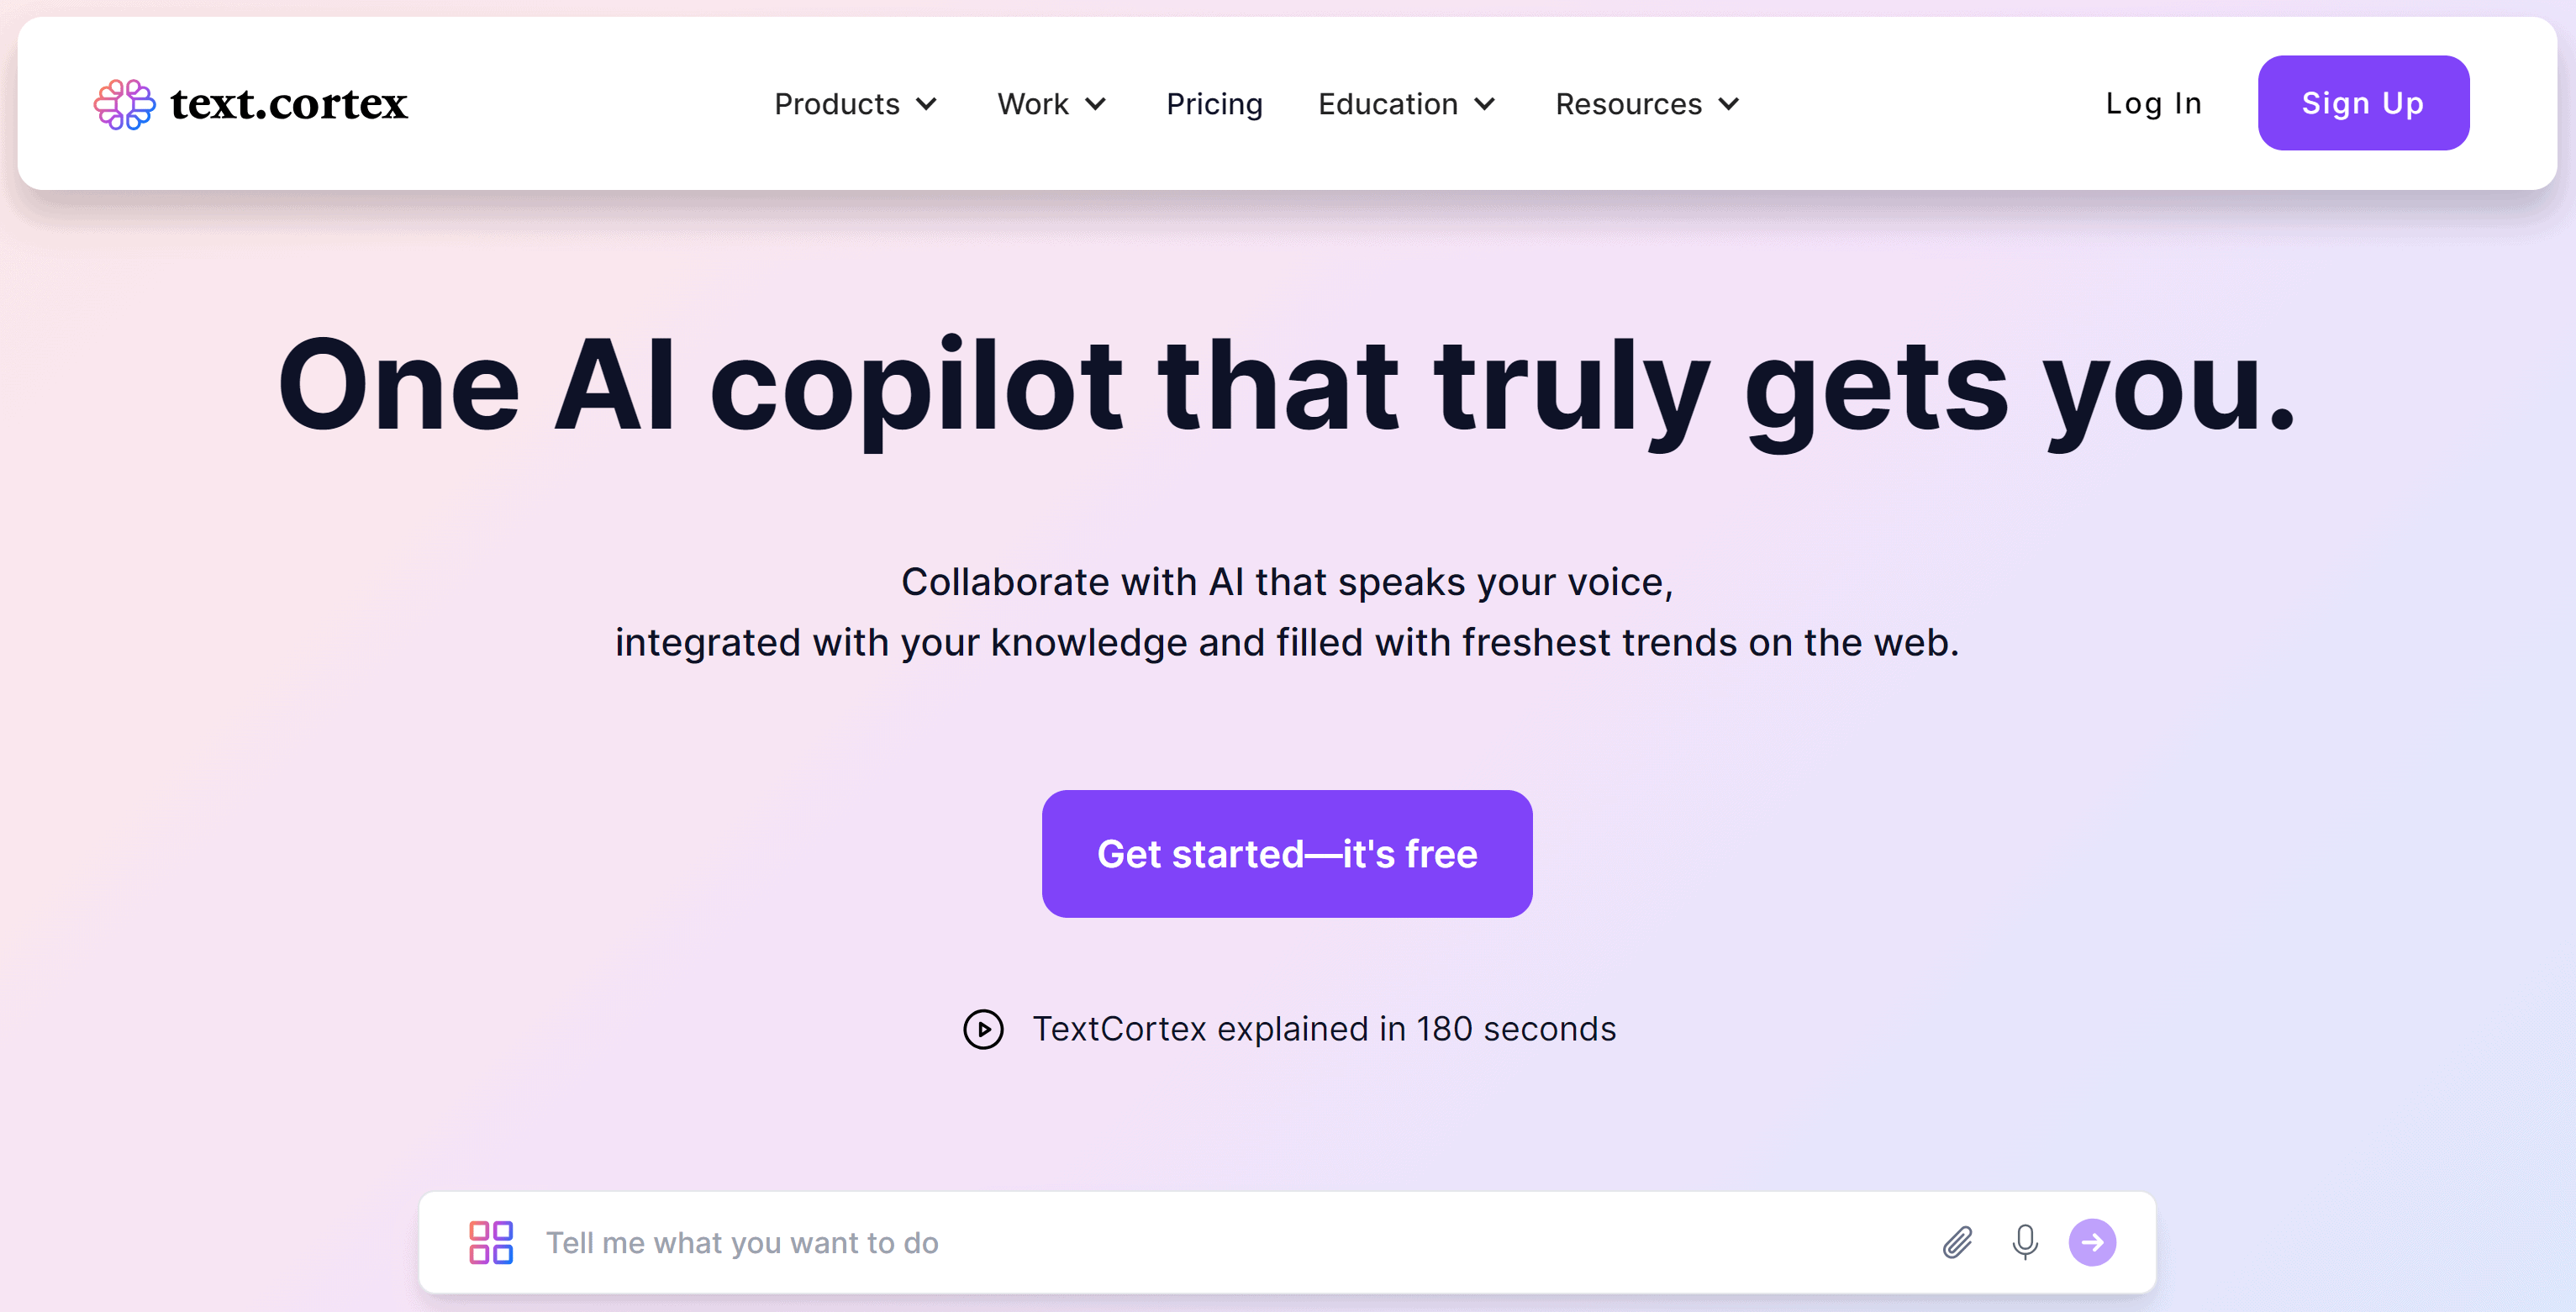 text.cortex
Products
Work
Pricing
Education
Resources
Log In
Sign Up
One AI copilot that truly gets you.
Collaborate with AI that speaks your voice,
integrated with your knowledge and filled with freshest trends on the web.
Get started—it's free
TextCortex explained in 180 seconds
Tell me what you want to do